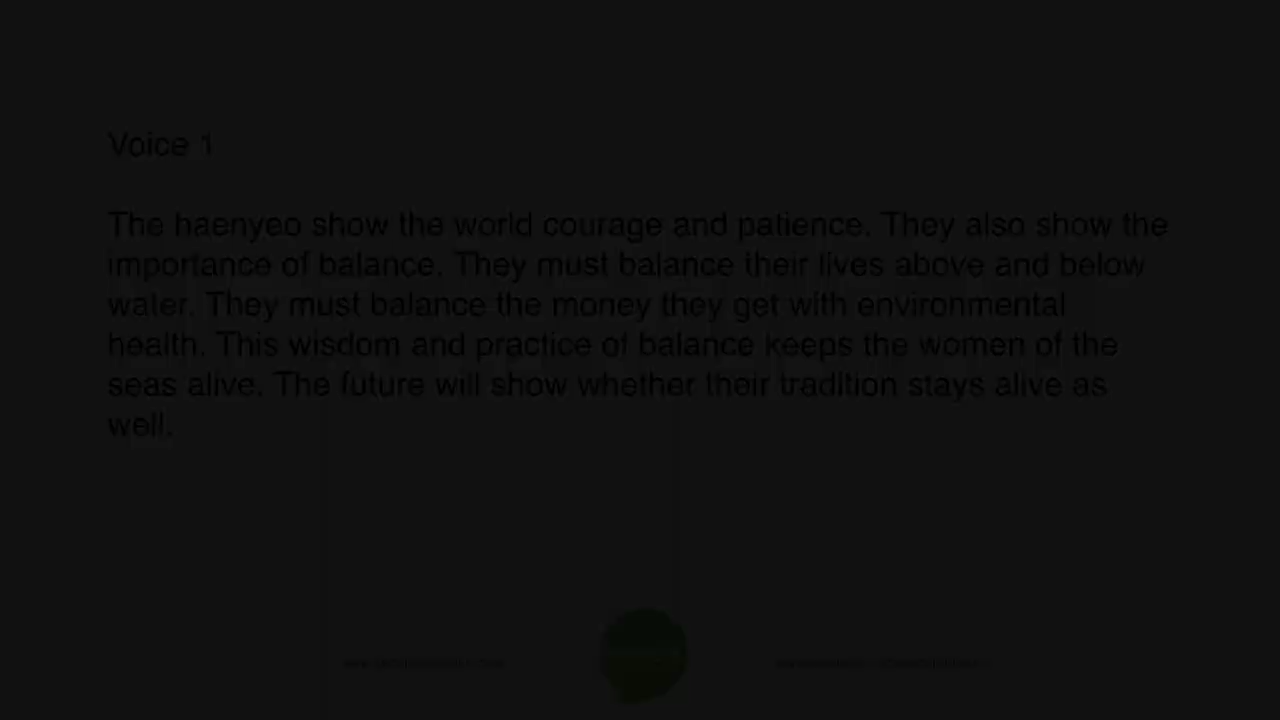 Voice 1
The haenyeo show the world courage and patience. They also show the
importance of balance. They must balance their lives above and below
water. They must balance the money they get with environmental
health. This wisdom and practice of balance keeps the women of the
seas alive. The future will show whether their tradition stays alive as
well.